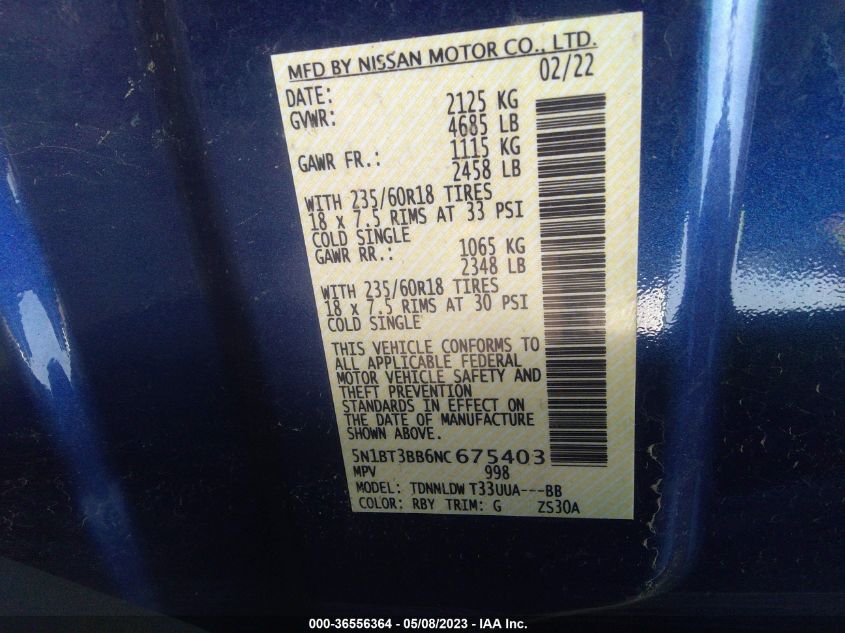 MFD BY NISSAN MOTOR CO., LTD.
DATE: 02/22
GVWR: 2125 KG
4685 LB
GAWR FR.: 1115 KG
2458 LB
WITH 235/60R18 TIRES
18 x 7.5 RIMS AT 33 PSI
COLD SINGLE
GAWR RR.: 1065 KG
2348 LB
WITH 235/60R18 TIRES
18 x 7.5 RIMS AT 30 PSI
COLD SINGLE
THIS VEHICLE CONFORMS TO
ALL APPLICABLE FEDERAL
MOTOR VEHICLE SAFETY AND
THEFT PREVENTION
STANDARDS IN EFFECT ON
THE DATE OF MANUFACTURE
SHOWN ABOVE.
5N1BT3BB6NC675403
MPV 998
MODEL: TDNNLDW T33UUA---BB
COLOR: RBY TRIM: G ZS30A
000-36556364 - 05/08/2023 - IAA Inc.